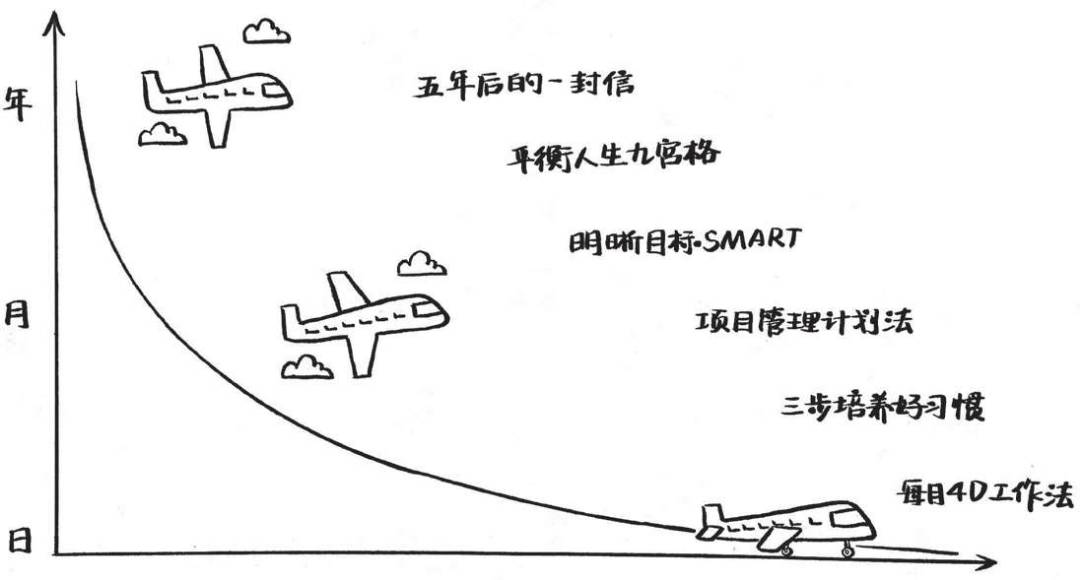 年
五年后的一封信
平衡人生九宫格
明晰目标·SMART
月
项目管理计划法
三步培养好习惯
每日4D工作法
日